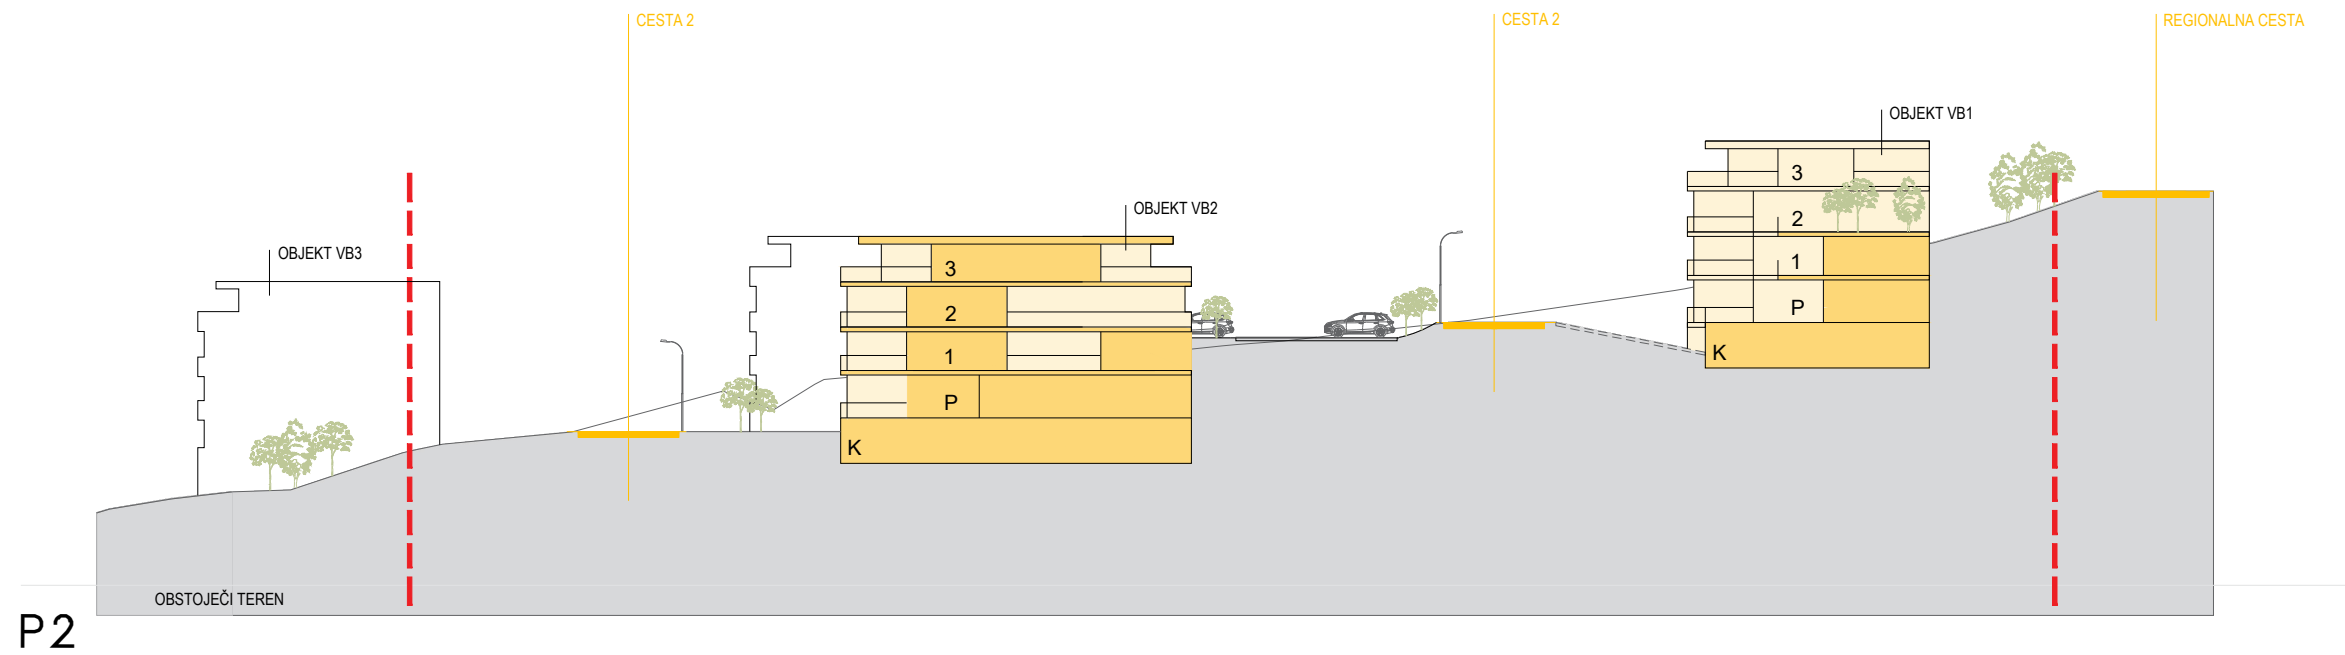 CESTA 2
CESTA 2
REGIONALNA CESTA
OBJEKT VB1
OBJEKT VB2
OBJEKT VB3
3
2
1
P
K
3
2
1
P
K
OBSTOJEČI TEREN
P2